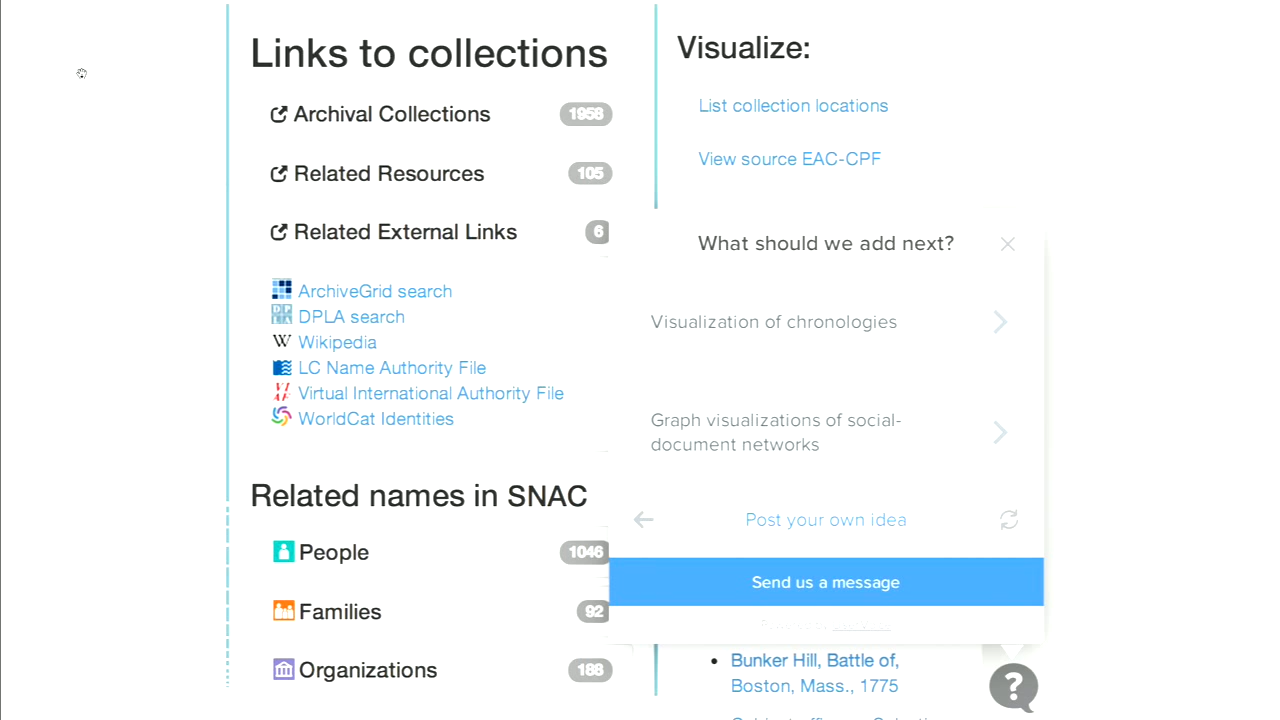 Links to collections
Archival Collections 1958
Related Resources 105
Related External Links 6
ArchiveGrid search
DPLA search
Wikipedia
LC Name Authority File
Virtual International Authority File
WorldCat Identities
Related names in SNAC
People 1046
Families 92
Organizations 188
Visualize:
List collection locations
View source EAC-CPF
What should we add next?
Visualization of chronologies
Graph visualizations of social-
document networks
Post your own idea
Send us a message
Bunker Hill, Battle of,
Boston, Mass., 1775
?